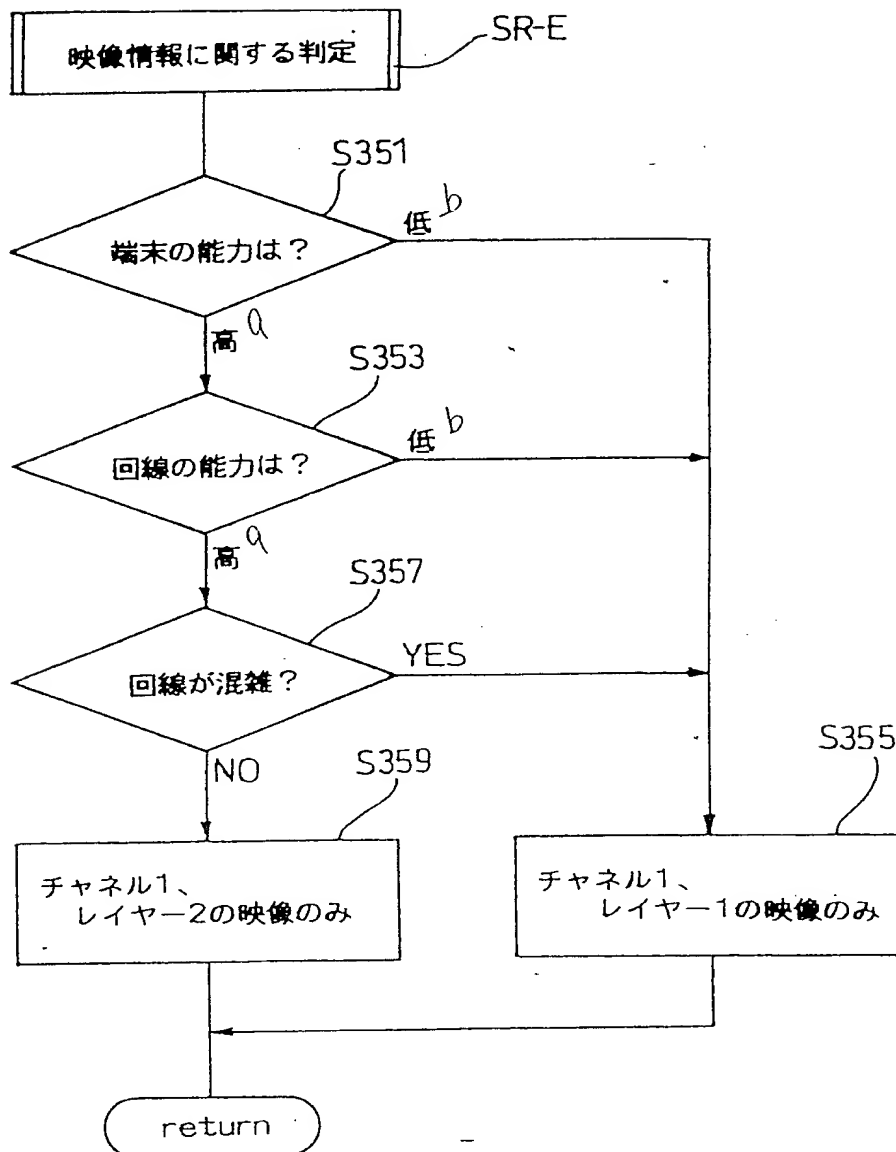 映像情報に関する判定
SR-E
S351
端末の能力は？
低 b
高 a
S353
回線の能力は？
低 b
高 a
S357
回線が混雑？
YES
NO
S359
チャネル1、
レイヤー2の映像のみ
S355
チャネル1、
レイヤー1の映像のみ
return